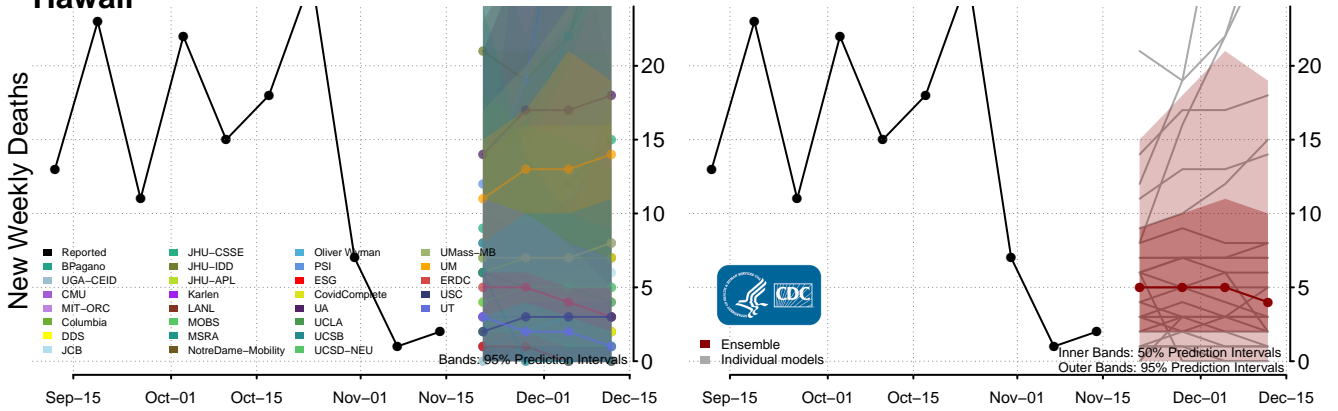 Hawaii
New Weekly Deaths
20
15
10
5
0
Reported
BPagano
UGA−CEID
CMU
MIT−ORC
Columbia
DDS
JCB
JHU−CSSE
JHU−IDD
JHU−APL
Karlen
LANL
MOBS
MSRA
NotreDame−Mobility
Oliver Wyman
PSI
ESG
CovidComplete
UA
UCLA
UCSB
UCSD−NEU
UMass−MB
UM
ERDC
USC
UT
Bands: 95% Prediction Intervals
Sep−15 Oct−01 Oct−15 Nov−01 Nov−15 Dec−01 Dec−15
20
15
10
5
0
CDC
Ensemble
Individual models
Inner Bands: 50% Prediction Intervals
Outer Bands: 95% Prediction Intervals
Sep−15 Oct−01 Oct−15 Nov−01 Nov−15 Dec−01 Dec−15